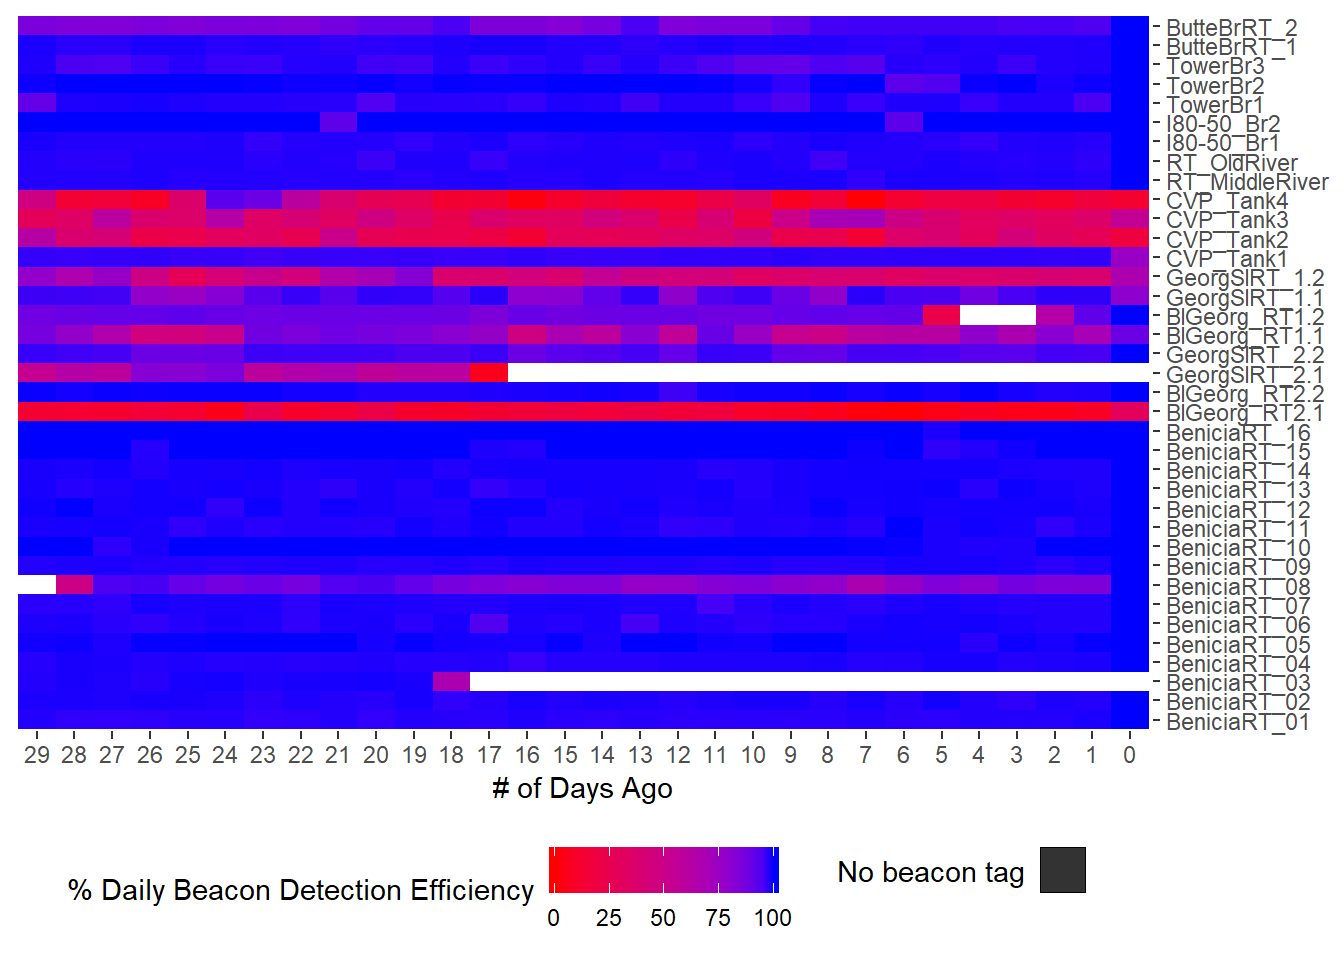 ButteBrRT_2
ButteBrRT_1
TowerBr3
TowerBr2
TowerBr1
I80-50_Br2
I80-50_Br1
RT_OldRiver
RT_MiddleRiver
CVP_Tank4
CVP_Tank3
CVP_Tank2
CVP_Tank1
GeorgSlRT_1.2
GeorgSlRT_1.1
BlGeorg_RT1.2
BlGeorg_RT1.1
GeorgSlRT_2.2
GeorgSlRT_2.1
BlGeorg_RT2.2
BlGeorg_RT2.1
BeniciaRT_16
BeniciaRT_15
BeniciaRT_14
BeniciaRT_13
BeniciaRT_12
BeniciaRT_11
BeniciaRT_10
BeniciaRT_09
BeniciaRT_08
BeniciaRT_07
BeniciaRT_06
BeniciaRT_05
BeniciaRT_04
BeniciaRT_03
BeniciaRT_02
BeniciaRT_01
29 28 27 26 25 24 23 22 21 20 19 18 17 16 15 14 13 12 11 10 9 8 7 6 5 4 3 2 1 0
# of Days Ago
% Daily Beacon Detection Efficiency
0 25 50 75 100
No beacon tag